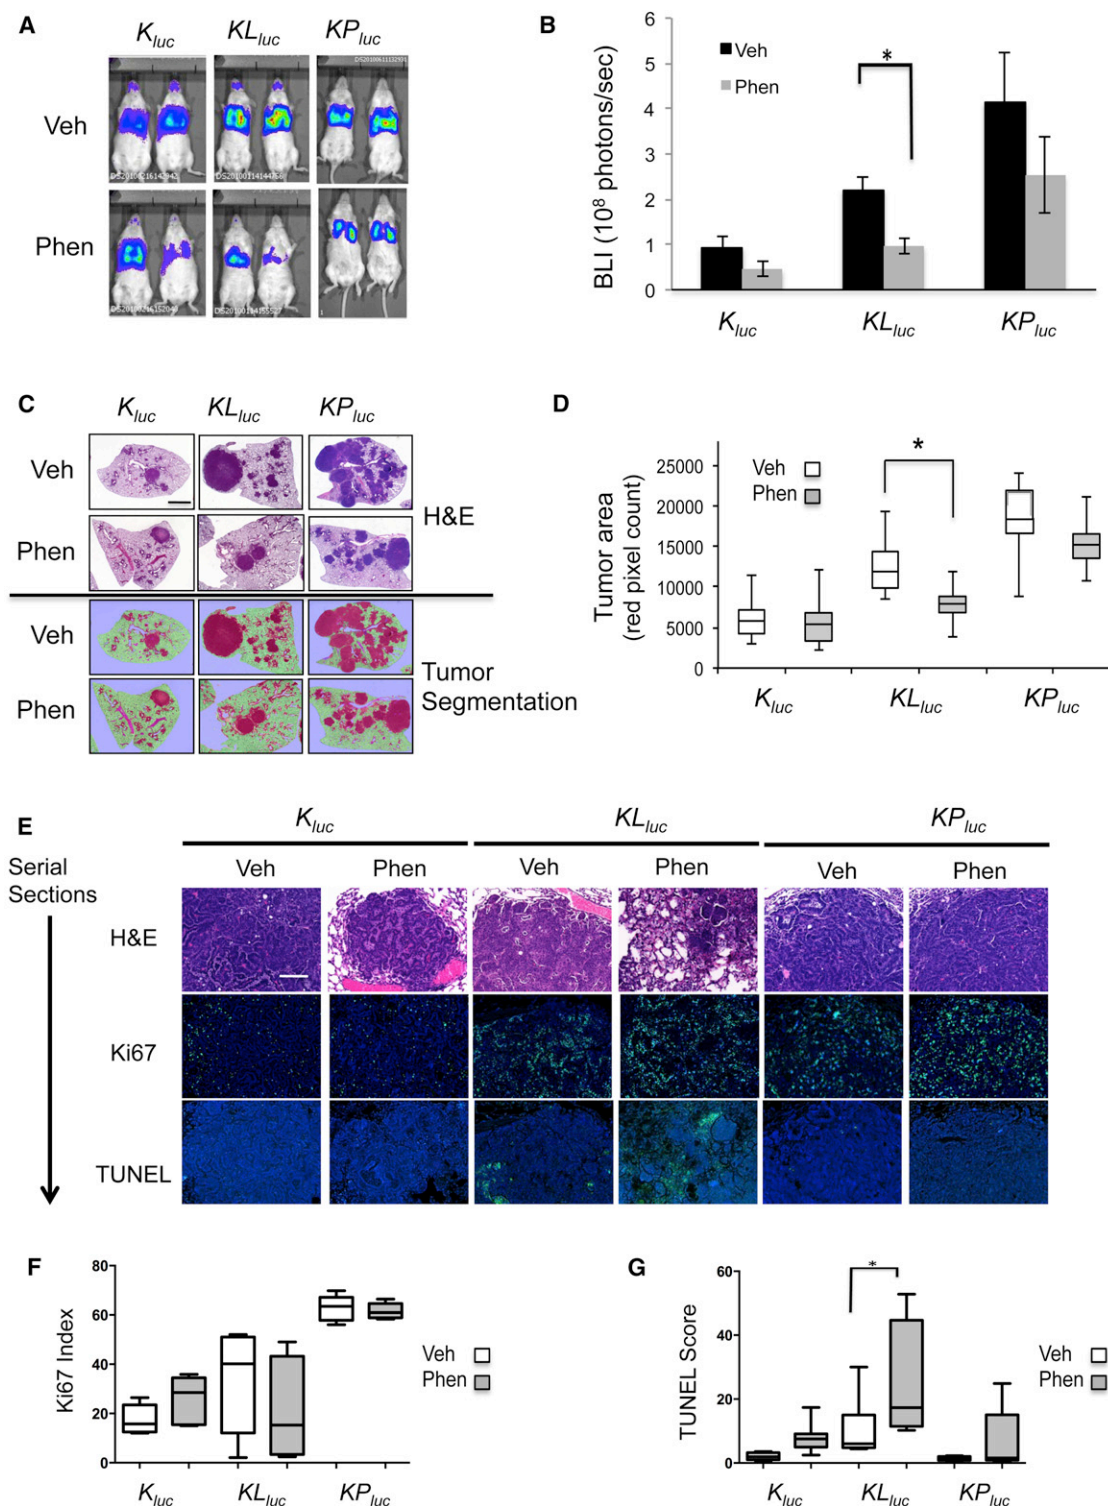 A
K_luc KL_luc KP_luc
Veh
Phen
DS20100216142942
DS20100216152040
B
BLI (10⁸ photons/sec)
6
5
4
3
2
1
0
Veh
Phen
*
K_luc KL_luc KP_luc
C
K_luc KL_luc KP_luc
Veh
Phen
H&E
Veh
Phen
Tumor
Segmentation
D
Tumor area
(red pixel count)
25000
20000
15000
10000
5000
0
Veh
Phen
*
K_luc KL_luc KP_luc
E
K_luc KL_luc KP_luc
Serial
Sections
Veh Phen Veh Phen Veh Phen
H&E
Ki67
TUNEL
F
Ki67 Index
80
60
40
20
0
Veh
Phen
K_luc KL_luc KP_luc
G
TUNEL Score
60
40
20
0
*
Veh
Phen
K_luc KL_luc KP_luc